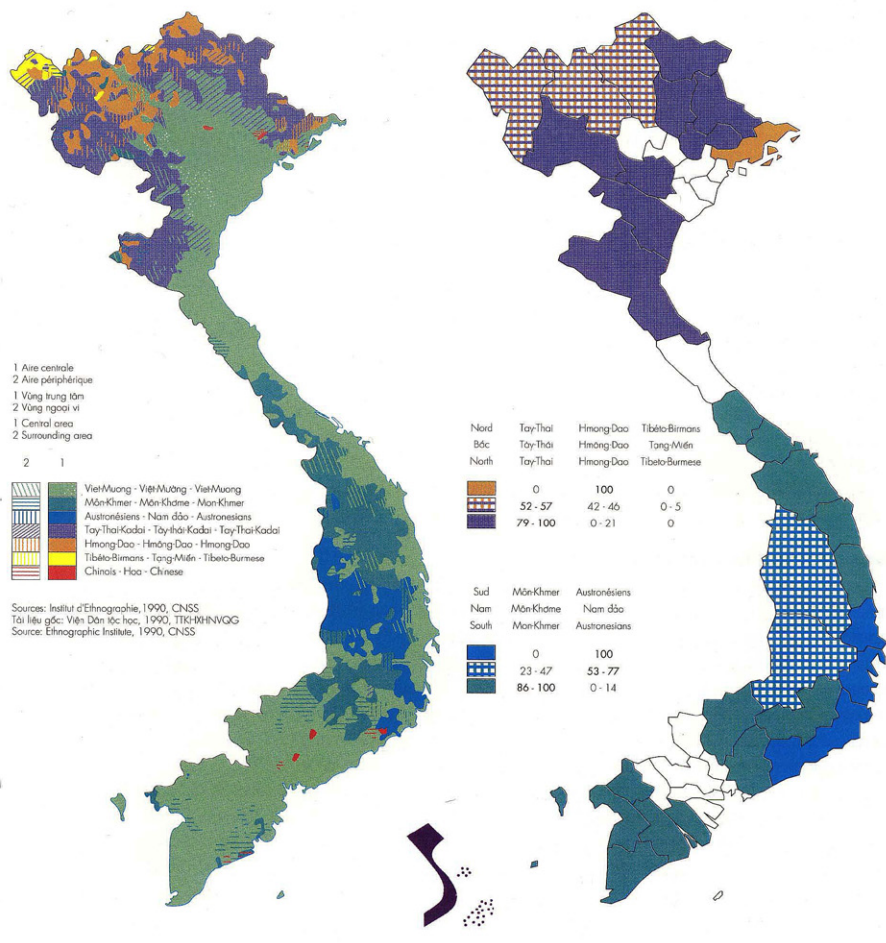 1 Aire centrale
2 Aire périphérique
1 Vùng trung tâm
2 Vùng ngoại vi
1 Central area
2 Surrounding area
2 1
Viet-Muong - Việt-Mường - Viet-Muong
Môn-Khmer - Môn-Khơme - Mon-Khmer
Austronésiens - Nam đảo - Austronesians
Tay-Thai-Kadai - Tày-thái-Kadai - Tay-Thai-Kadai
Hmong-Dao - Hmông-Dao - Hmong-Dao
Tibéto-Birmans - Tạng-Miến - Tibeto-Burmese
Chinois - Hoa - Chinese
Sources: Institut d'Ethnographie, 1990, CNSS
Tài liệu gốc: Viện Dân tộc học, 1990, TTKHXHNVQG
Source: Ethnographic Institute, 1990, CNSS
Nord Tay-Thai Hmong-Dao Tibéto-Birmans
Bắc Tày-Thái Hmông-Dao Tạng-Miến
North Tay-Thai Hmong-Dao Tibeto-Burmese
0 100 0
52 - 57 42 - 46 0 - 5
79 - 100 0 - 21 0
Sud Môn-Khmer Austronésiens
Nam Môn-Khơme Nam đảo
South Mon-Khmer Austronesians
0 100
23 - 47 53 - 77
86 - 100 0 - 14